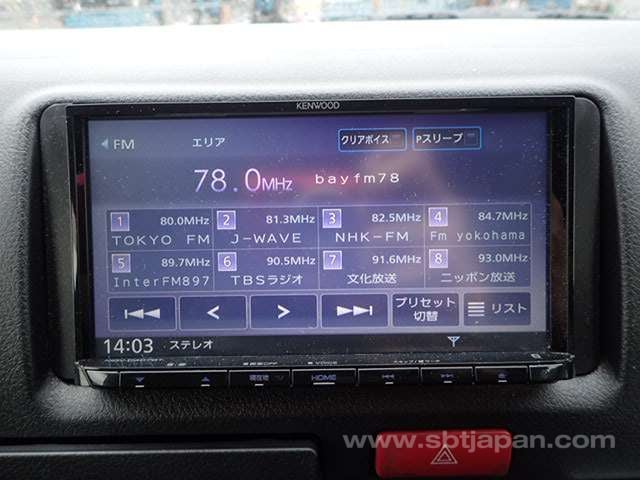 KENWOOD
FM エリア クリアボイス Pスリープ
78.0MHz bayfm78
1 80.0MHz 2 81.3MHz 3 82.5MHz 4 84.7MHz
TOKYO FM J-WAVE NHK-FM Fm yokohama
5 89.7MHz 6 90.5MHz 7 91.6MHz 8 93.0MHz
InterFM897 TBSラジオ 文化放送 ニッポン放送
プリセット リスト
切替
14:03 ステレオ
現在地 HOME
www.sbtjapan.com